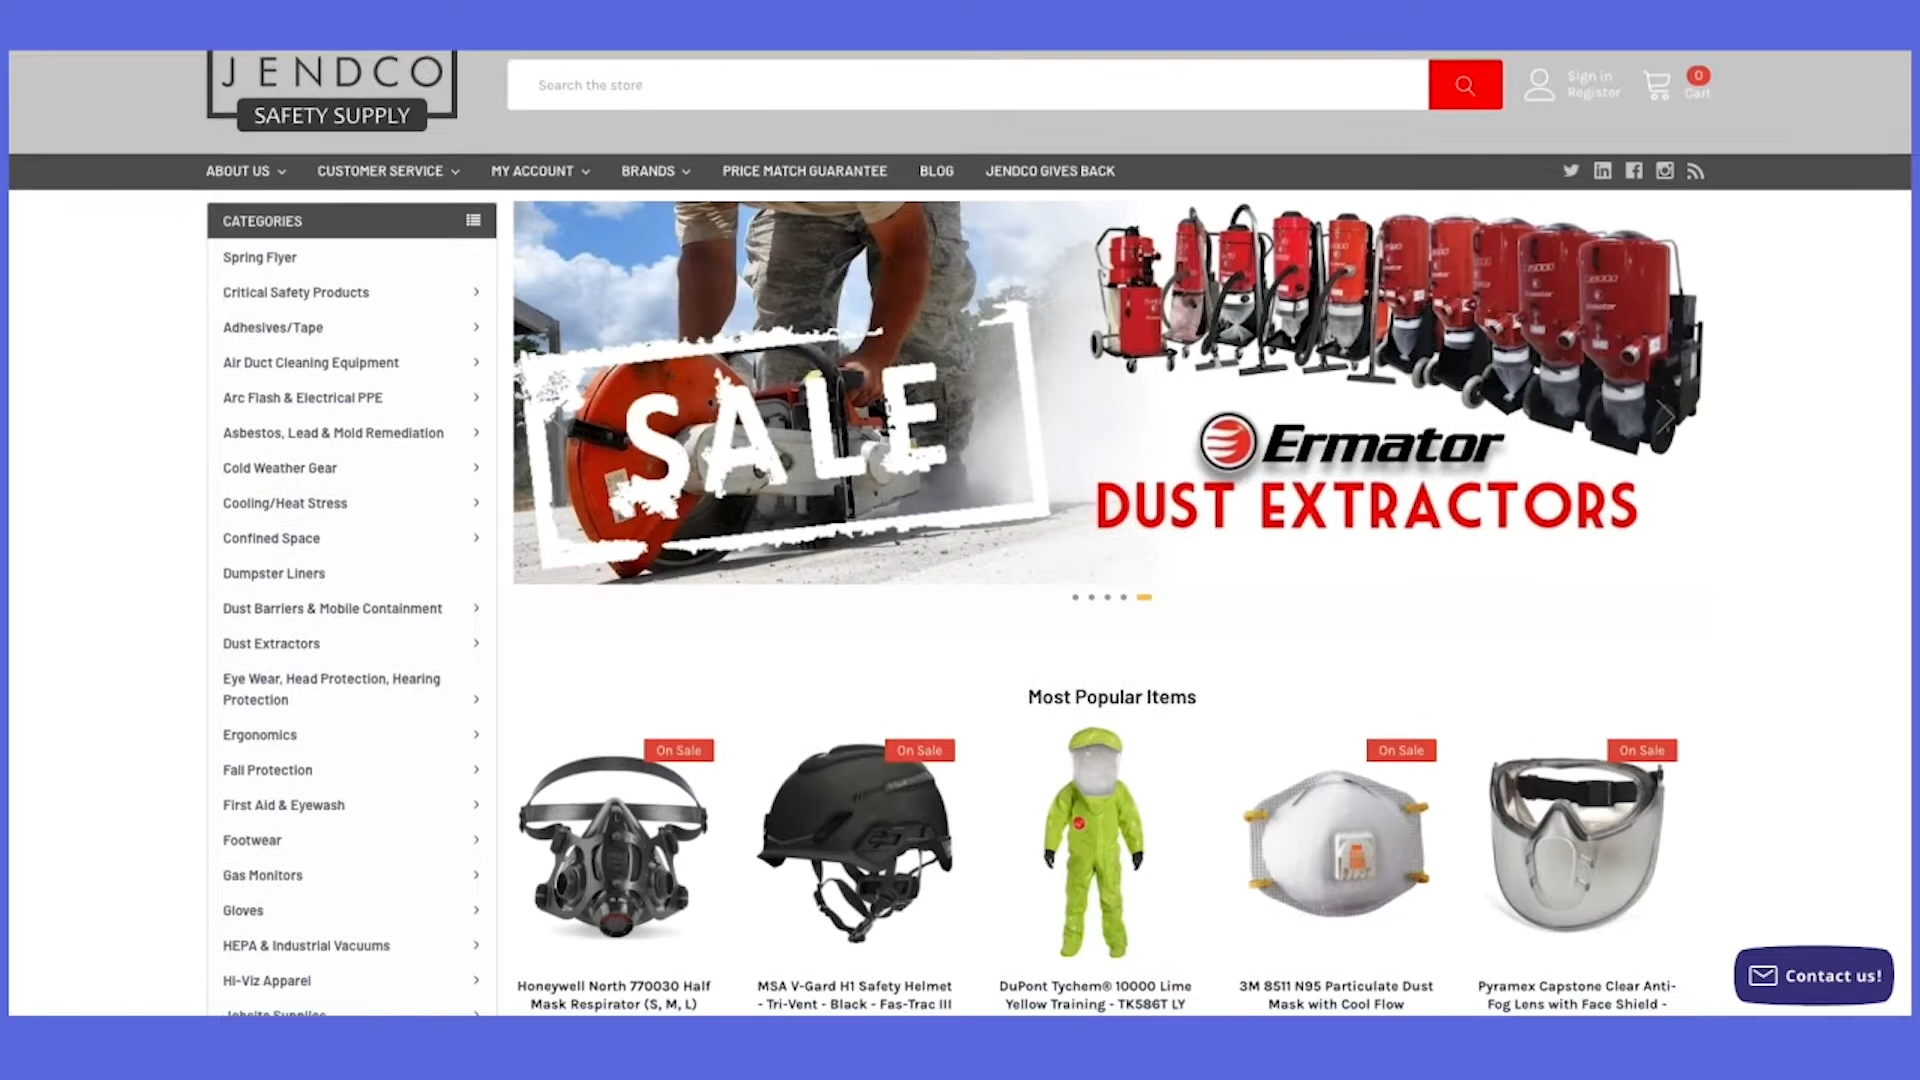 JENDCO
SAFETY SUPPLY
Search the store
Sign in
Register
0
Cart
ABOUT US
CUSTOMER SERVICE
MY ACCOUNT
BRANDS
PRICE MATCH GUARANTEE
BLOG
JENDCO GIVES BACK
CATEGORIES
Spring Flyer
Critical Safety Products
Adhesives/Tape
Air Duct Cleaning Equipment
Arc Flash & Electrical PPE
Asbestos, Lead & Mold Remediation
Cold Weather Gear
Cooling/Heat Stress
Confined Space
Dumpster Liners
Dust Barriers & Mobile Containment
Dust Extractors
Eye Wear, Head Protection, Hearing
Protection
Ergonomics
Fall Protection
First Aid & Eyewash
Footwear
Gas Monitors
Gloves
HEPA & Industrial Vacuums
Hi-Viz Apparel
Jobsite Supplies
SALE
Ermator
DUST EXTRACTORS
Most Popular Items
On Sale
On Sale
On Sale
On Sale
Honeywell North 770030 Half
Mask Respirator (S, M, L)
MSA V-Gard H1 Safety Helmet
- Tri-Vent - Black - Fas-Trac III
DuPont Tychem® 10000 Lime
Yellow Training - TK586T LY
3M 8511 N95 Particulate Dust
Mask with Cool Flow
Pyramex Capstone Clear Anti-
Fog Lens with Face Shield -
Contact us!